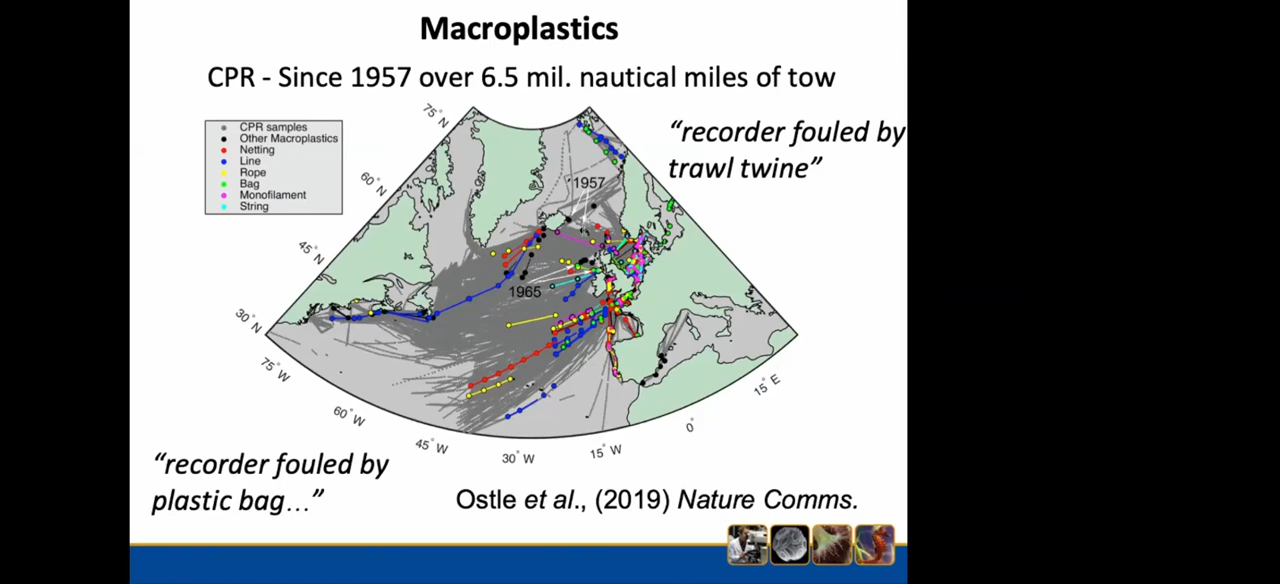 Macroplastics
CPR - Since 1957 over 6.5 mil. nautical miles of tow
CPR samples
Other Macroplastics
Netting
Line
Rope
Bag
Monofilament
String
75°N
60°N
45°N
30°N
75°W
60°W
45°W
30°W
15°W
0°
15°E
1957
1965
“recorder fouled by
trawl twine”
“recorder fouled by
plastic bag…”
Ostle et al., (2019) Nature Comms.